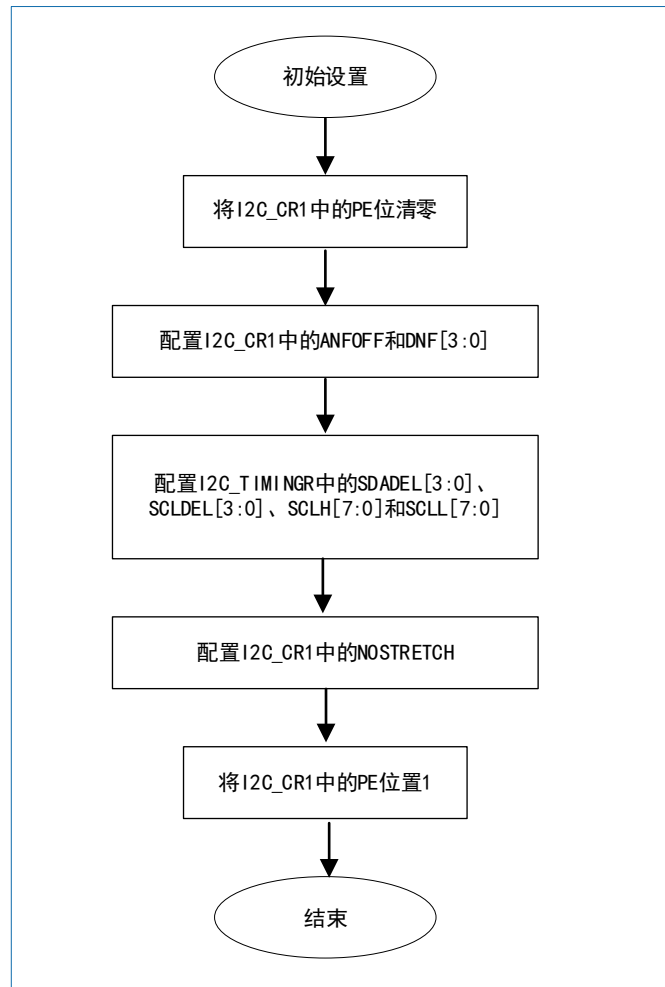 初始设置
将I2C_CR1中的PE位清零
配置I2C_CR1中的ANFOFF和DNF[3:0]
配置I2C_TIMINGR中的SDADEL[3:0]、
SCLDEL[3:0]、SCLH[7:0]和SCLL[7:0]
配置I2C_CR1中的NOSTRETCH
将I2C_CR1中的PE位置1
结束